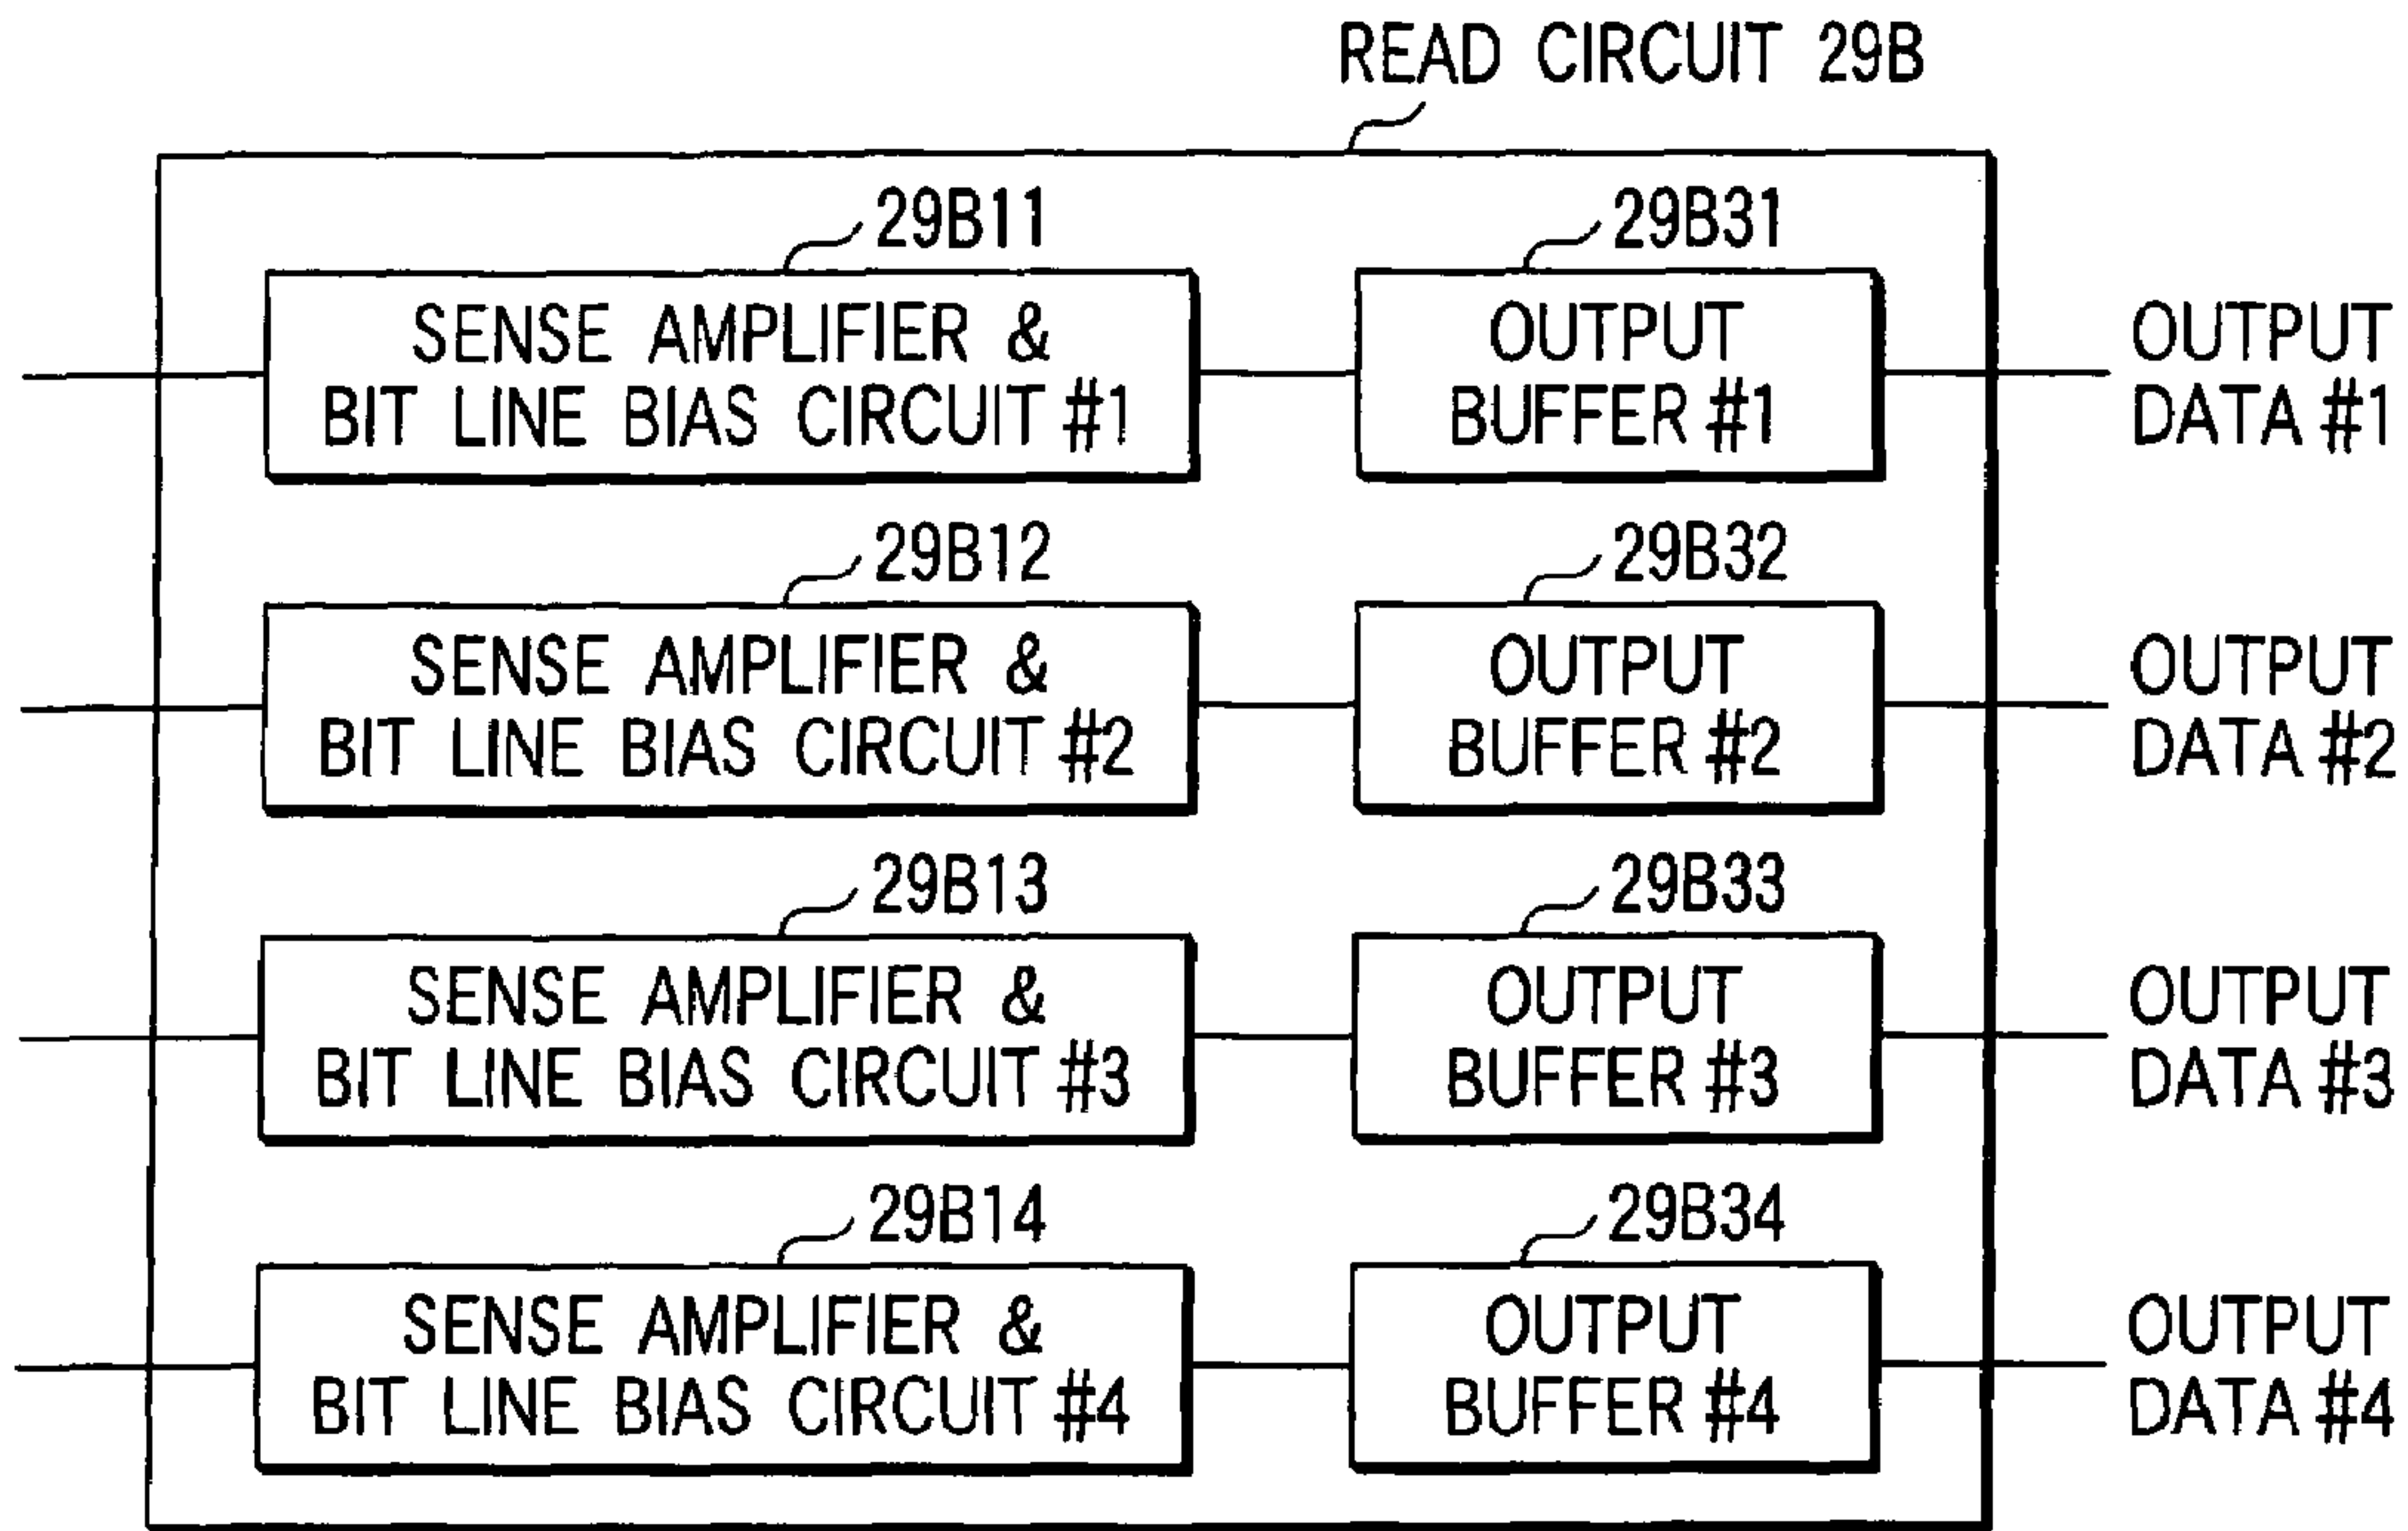 READ CIRCUIT 29B
29B11
29B31
SENSE AMPLIFIER &
BIT LINE BIAS CIRCUIT #1
OUTPUT
BUFFER #1
OUTPUT
DATA #1
29B12
29B32
SENSE AMPLIFIER &
BIT LINE BIAS CIRCUIT #2
OUTPUT
BUFFER #2
OUTPUT
DATA #2
29B13
29B33
SENSE AMPLIFIER &
BIT LINE BIAS CIRCUIT #3
OUTPUT
BUFFER #3
OUTPUT
DATA #3
29B14
29B34
SENSE AMPLIFIER &
BIT LINE BIAS CIRCUIT #4
OUTPUT
BUFFER #4
OUTPUT
DATA #4